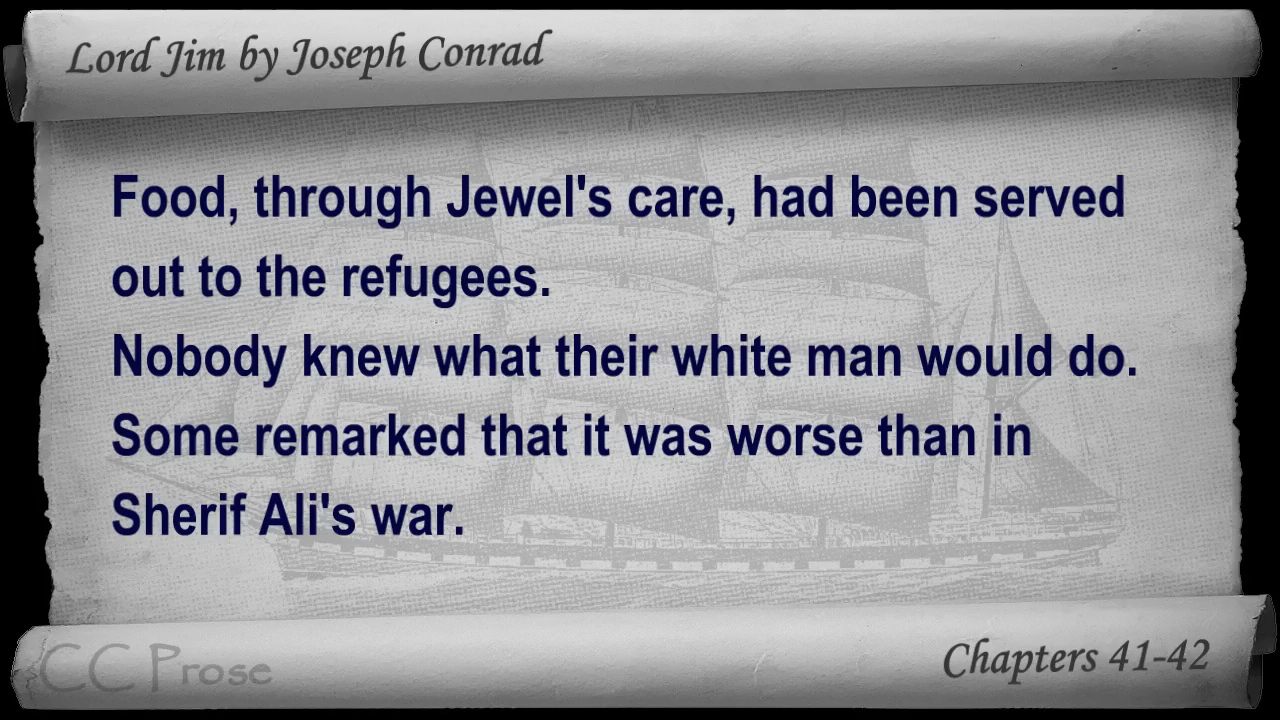 Lord Jim by Joseph Conrad
Food, through Jewel's care, had been served
out to the refugees.
Nobody knew what their white man would do.
Some remarked that it was worse than in
Sherif Ali's war.
CC Prose
Chapters 41-42